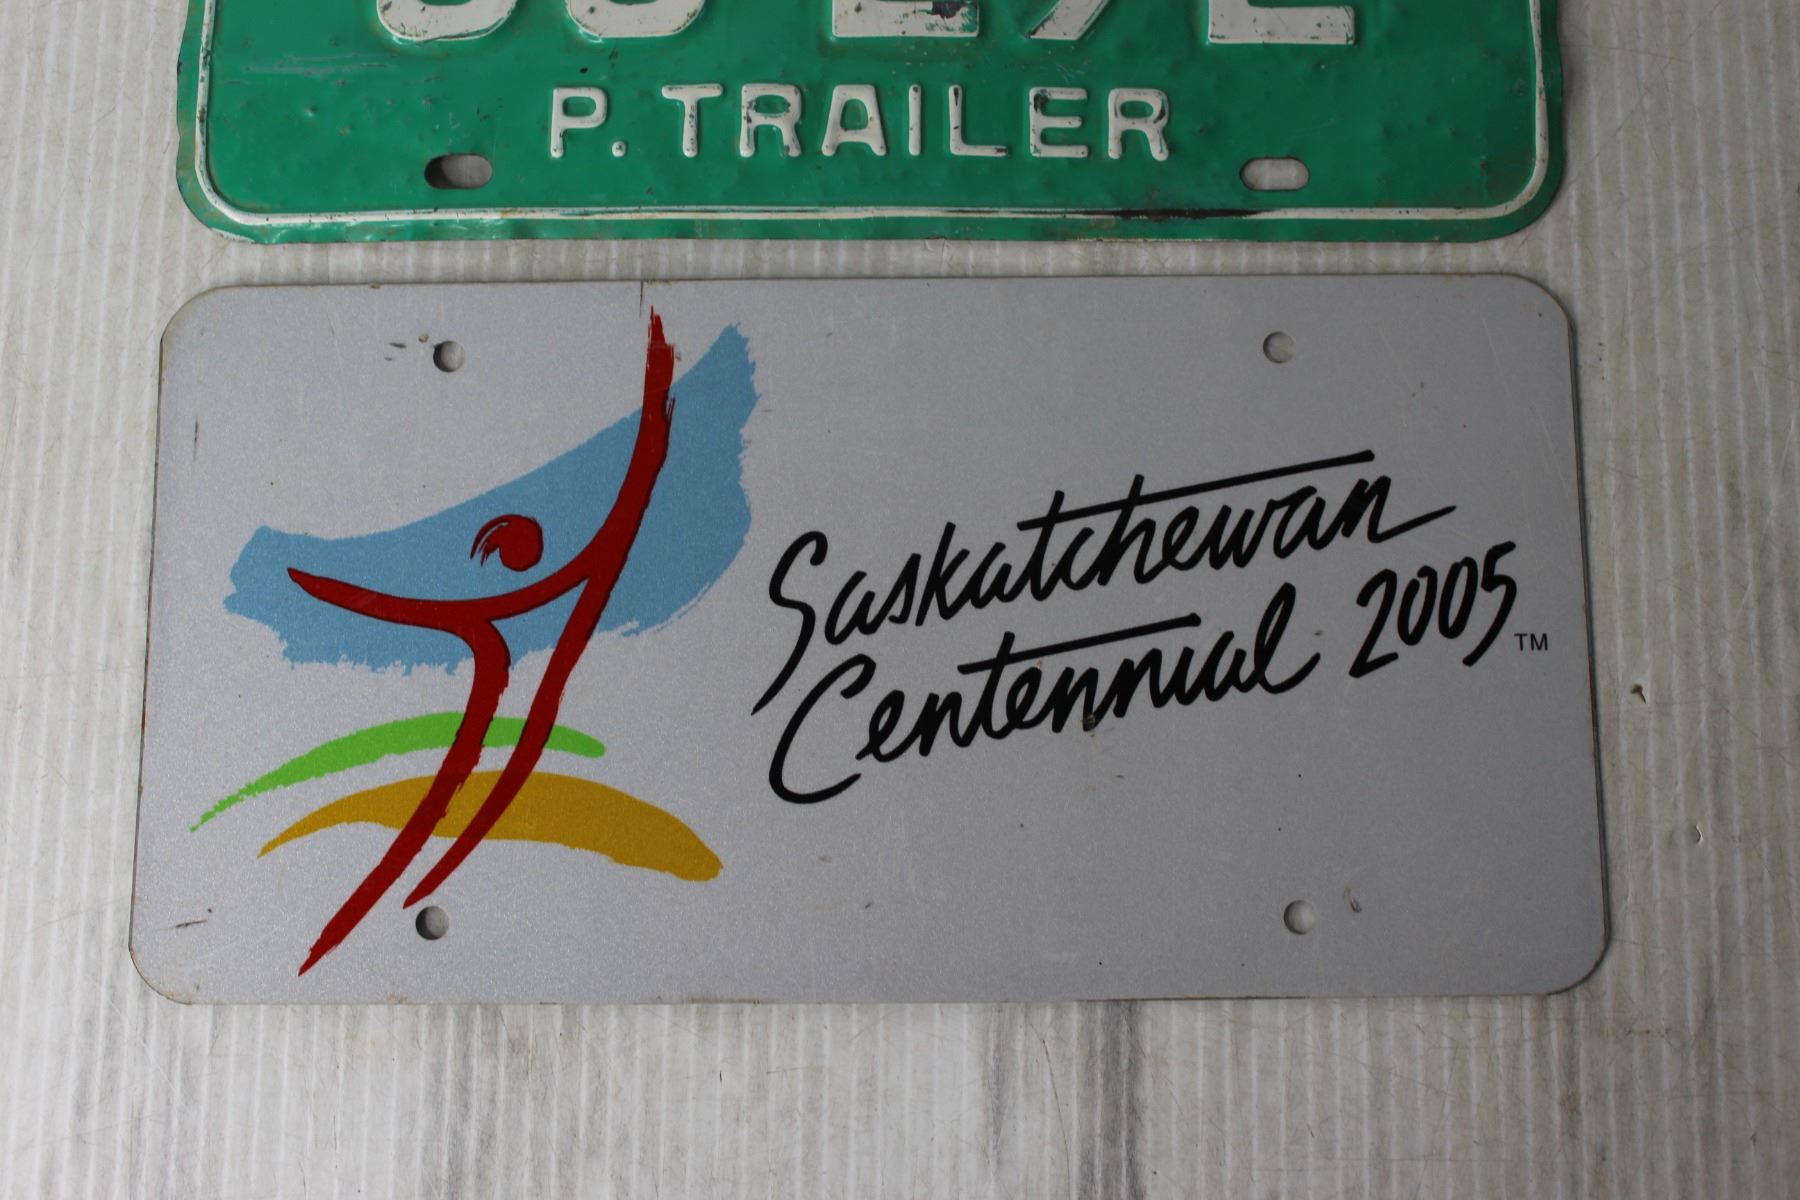 P. TRAILER
Saskatchewan
Centennial 2005 TM